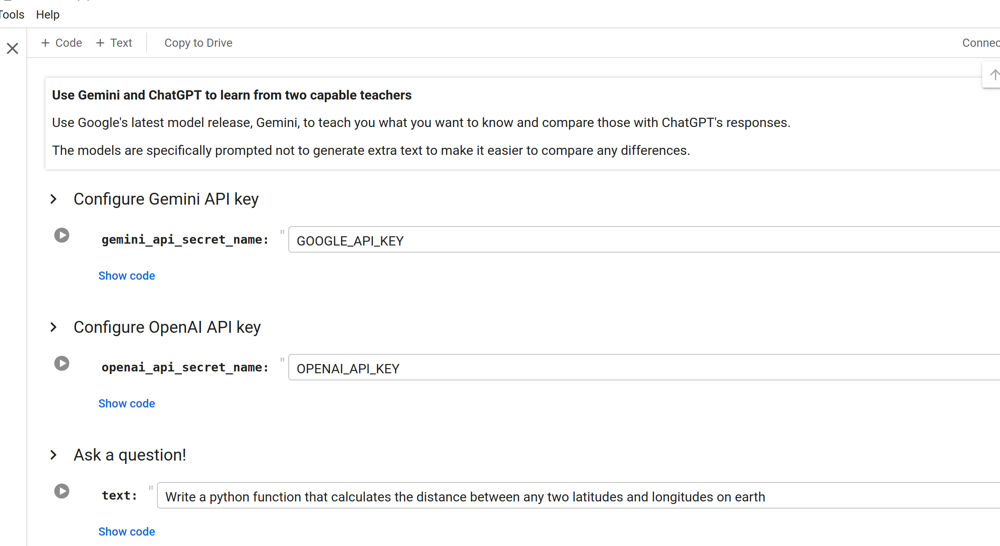 Tools Help
+ Code + Text Copy to Drive
Use Gemini and ChatGPT to learn from two capable teachers
Use Google's latest model release, Gemini, to teach you what you want to know and compare those with ChatGPT's responses.
The models are specifically prompted not to generate extra text to make it easier to compare any differences.
Configure Gemini API key
gemini_api_secret_name: " GOOGLE_API_KEY
Show code
Configure OpenAI API key
openai_api_secret_name: " OPENAI_API_KEY
Show code
Ask a question!
text: " Write a python function that calculates the distance between any two latitudes and longitudes on earth
Show code